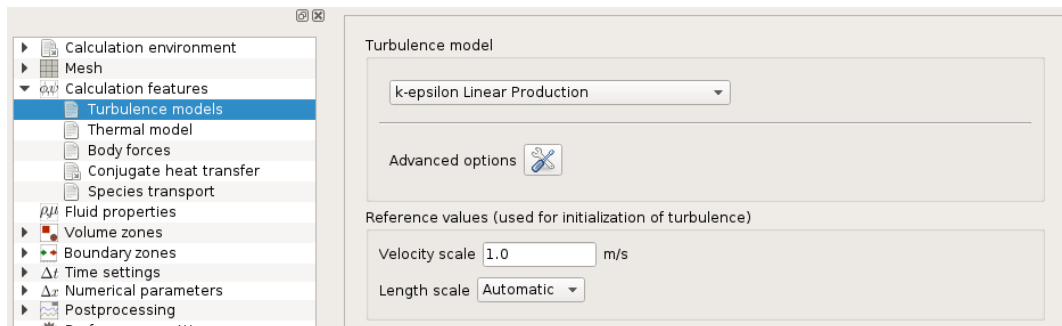 Calculation environment
Mesh
Calculation features
Turbulence models
Thermal model
Body forces
Conjugate heat transfer
Species transport
Fluid properties
Volume zones
Boundary zones
Δt Time settings
Δx Numerical parameters
Postprocessing
Turbulence model
k-epsilon Linear Production
Advanced options
Reference values (used for initialization of turbulence)
Velocity scale 1.0 m/s
Length scale Automatic